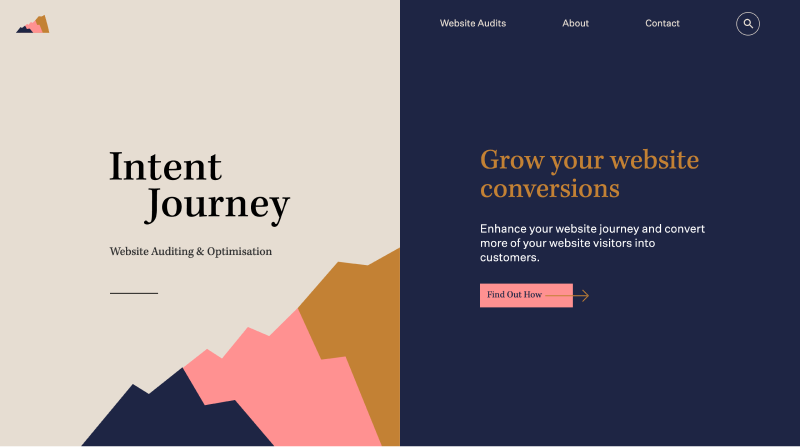 Website Audits
About
Contact
Intent
Journey
Website Auditing & Optimisation
Grow your website
conversions
Enhance your website journey and convert
more of your website visitors into
customers.
Find Out How